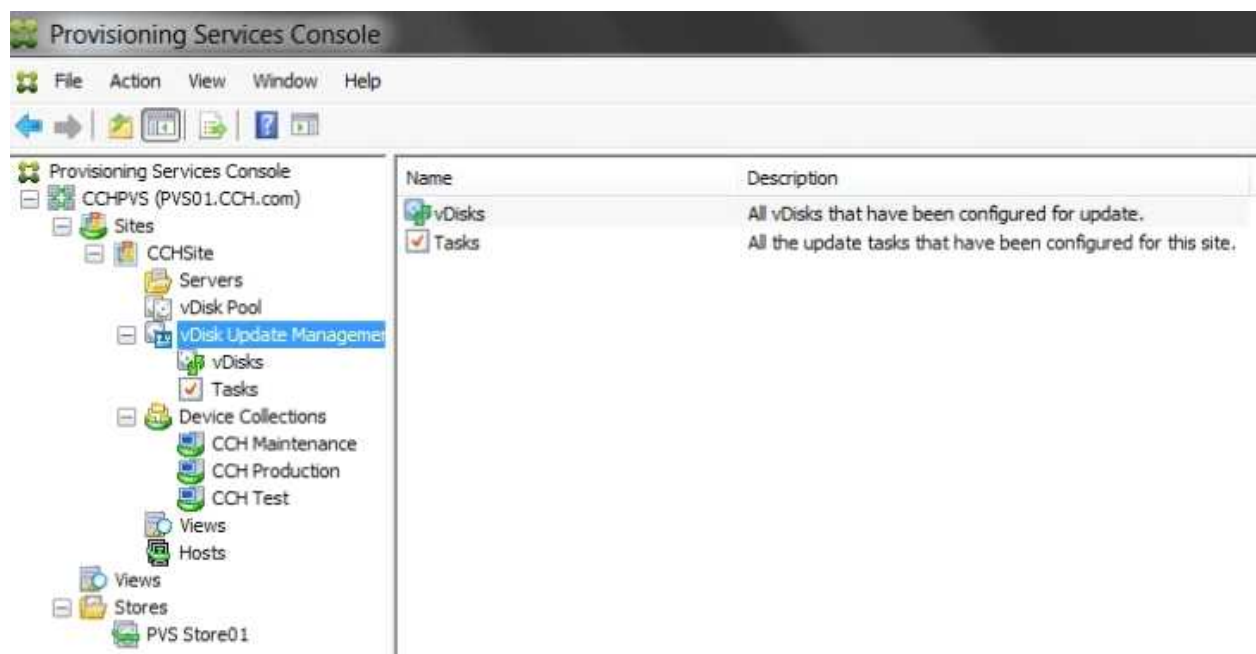 Provisioning Services Console
File Action View Window Help
Provisioning Services Console
CCHPVS (PVS01.CCH.com)
Sites
CCHSite
Servers
vDisk Pool
vDisk Update Managemer
vDisks
Tasks
Device Collections
CCH Maintenance
CCH Production
CCH Test
Views
Hosts
Views
Stores
PVS Store01
Name Description
vDisks All vDisks that have been configured for update.
Tasks All the update tasks that have been configured for this site.